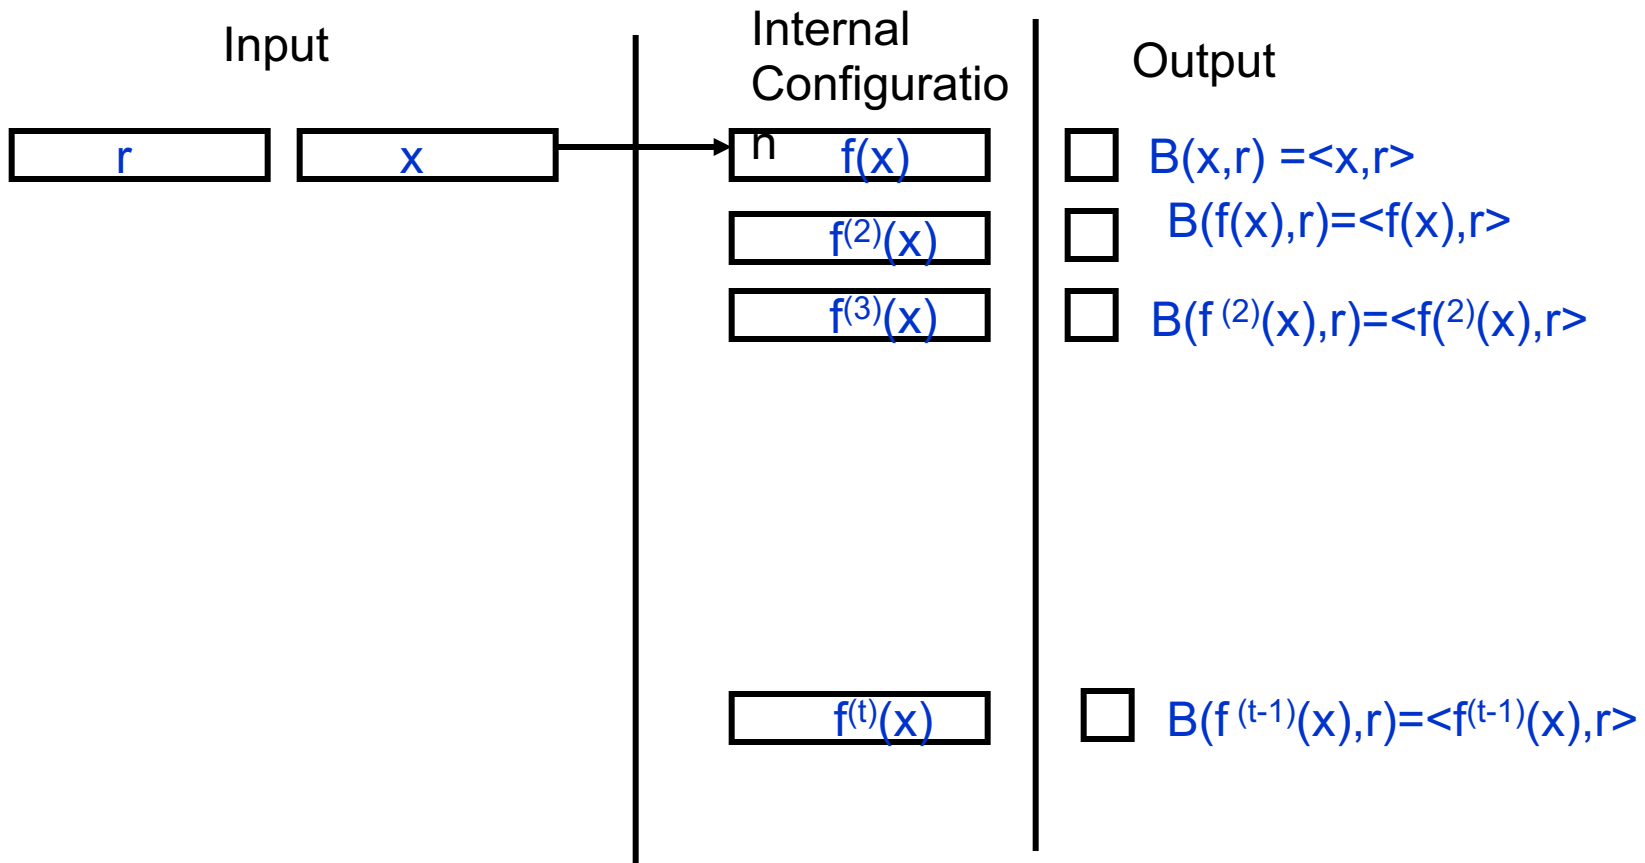 Input
Internal
Configuratio
n
Output
r
x
f(x)
B(x,r) =<x,r>
f⁽²⁾(x)
B(f(x),r)=<f(x),r>
f⁽³⁾(x)
B(f ⁽²⁾(x),r)=<f(²⁾(x),r>
f⁽ᵗ⁾(x)
B(f ⁽ᵗ⁻¹⁾(x),r)=<f⁽ᵗ⁻¹⁾(x),r>